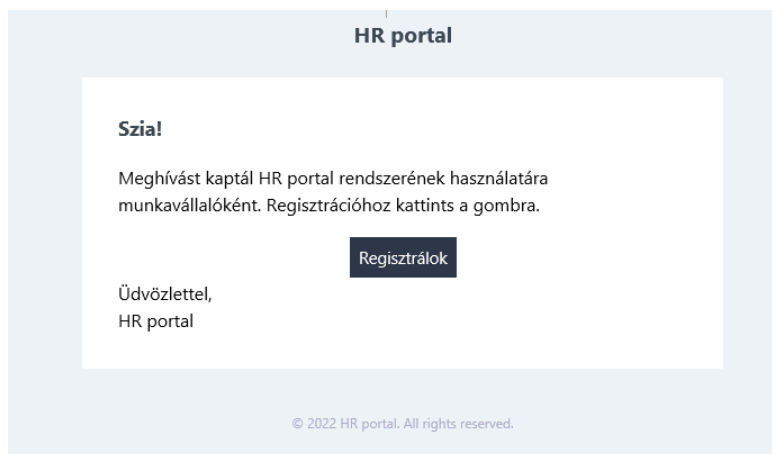 HR portal
Szia!
Meghívást kaptál HR portal rendszerének használatára
munkavállalóként. Regisztrációhoz kattints a gombra.
Regisztrálok
Üdvözlettel,
HR portal
© 2022 HR portal. All rights reserved.